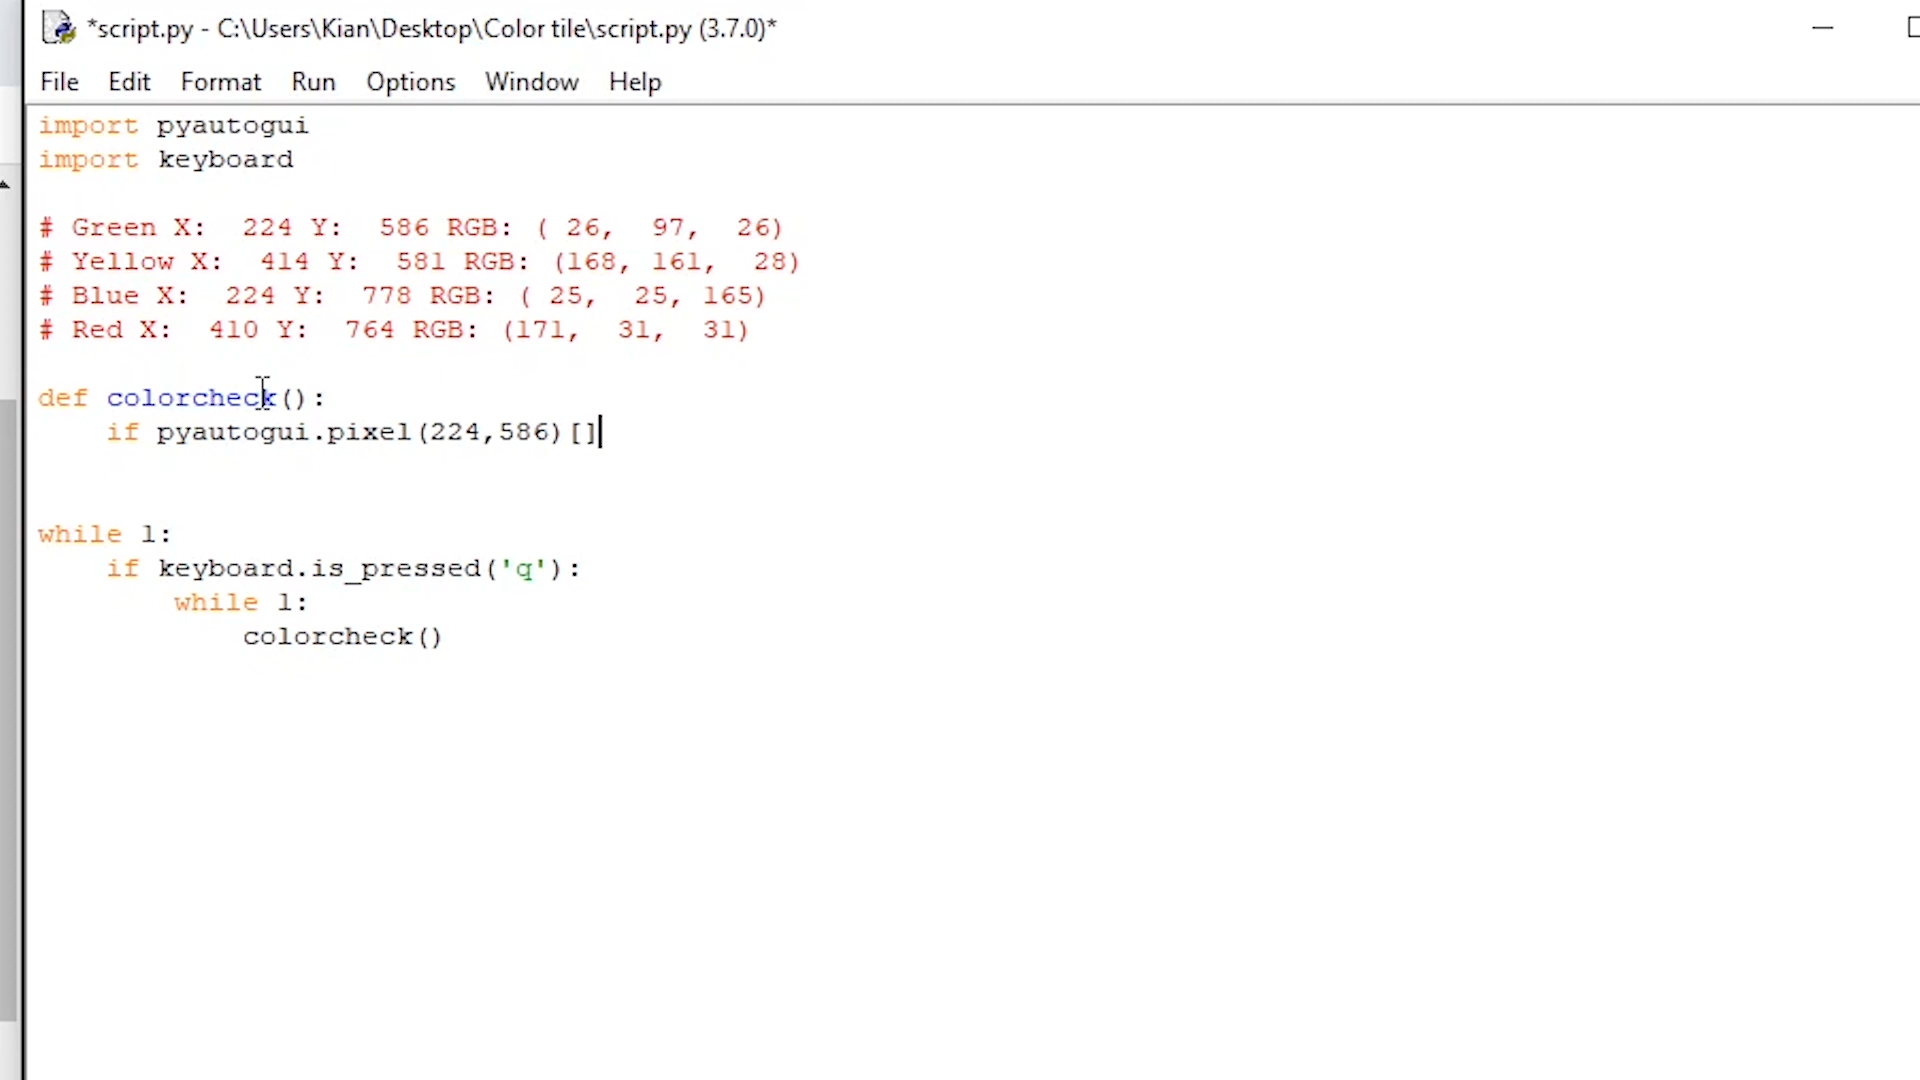 *script.py - C:\Users\Kian\Desktop\Color tile\script.py (3.7.0)*
File Edit Format Run Options Window Help
import pyautogui
import keyboard
# Green X:  224 Y:  586 RGB: ( 26,  97,  26)
# Yellow X:  414 Y:  581 RGB: (168, 161,  28)
# Blue X:  224 Y:  778 RGB: ( 25,  25, 165)
# Red X:  410 Y:  764 RGB: (171,  31,  31)
def colorcheck():
    if pyautogui.pixel(224,586)[]
while 1:
    if keyboard.is_pressed('q'):
        while 1:
            colorcheck()